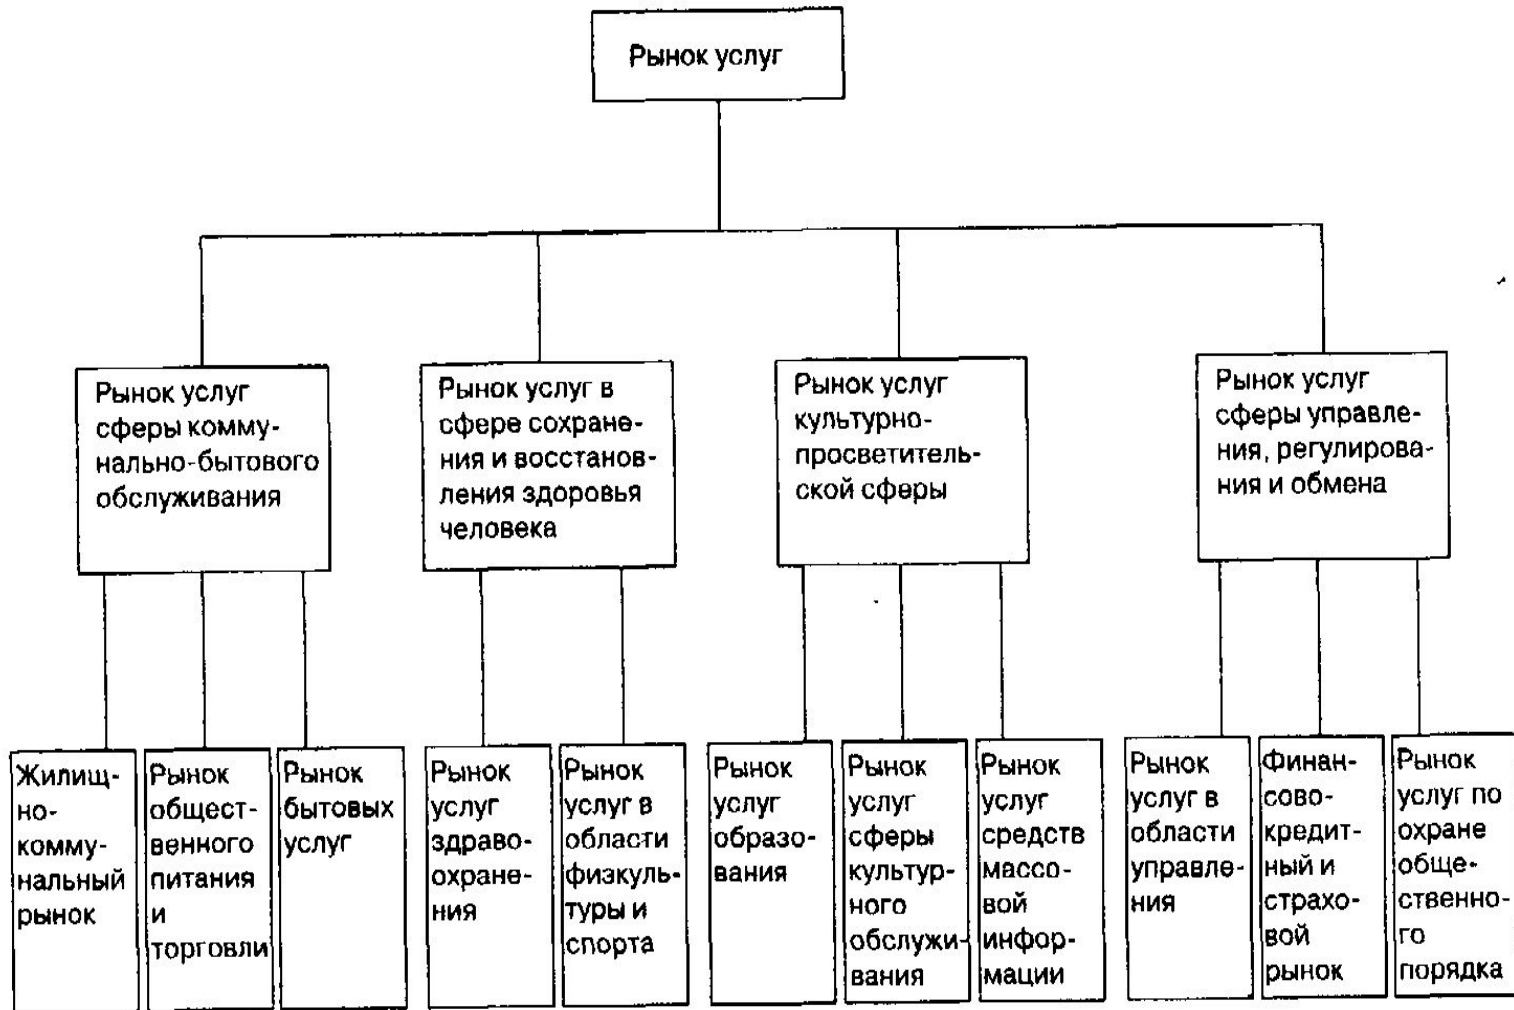 Рынок услуг
Рынок услуг
сферы комму-
нально-бытового
обслуживания
Рынок услуг в
сфере сохране-
ния и восстанов-
ления здоровья
человека
Рынок услуг
культурно-
просветитель-
ской сферы
Рынок услуг
сферы управле-
ния, регулирова-
ния и обмена
Жилищ-
но-
комму-
нальный
рынок
Рынок
общест-
венного
питания
и
торговли
Рынок
бытовых
услуг
Рынок
услуг
здраво-
охране-
ния
Рынок
услуг в
области
физкуль-
туры и
спорта
Рынок
услуг
образо-
вания
Рынок
услуг
сферы
культур-
ного
обслужи-
вания
Рынок
услуг
средств
массо-
вой
инфор-
мации
Рынок
услуг в
области
управле-
ния
Финан-
сово-
кредит-
ный и
страхо-
вой
рынок
Рынок
услуг по
охране
обще-
ственно-
го
порядка